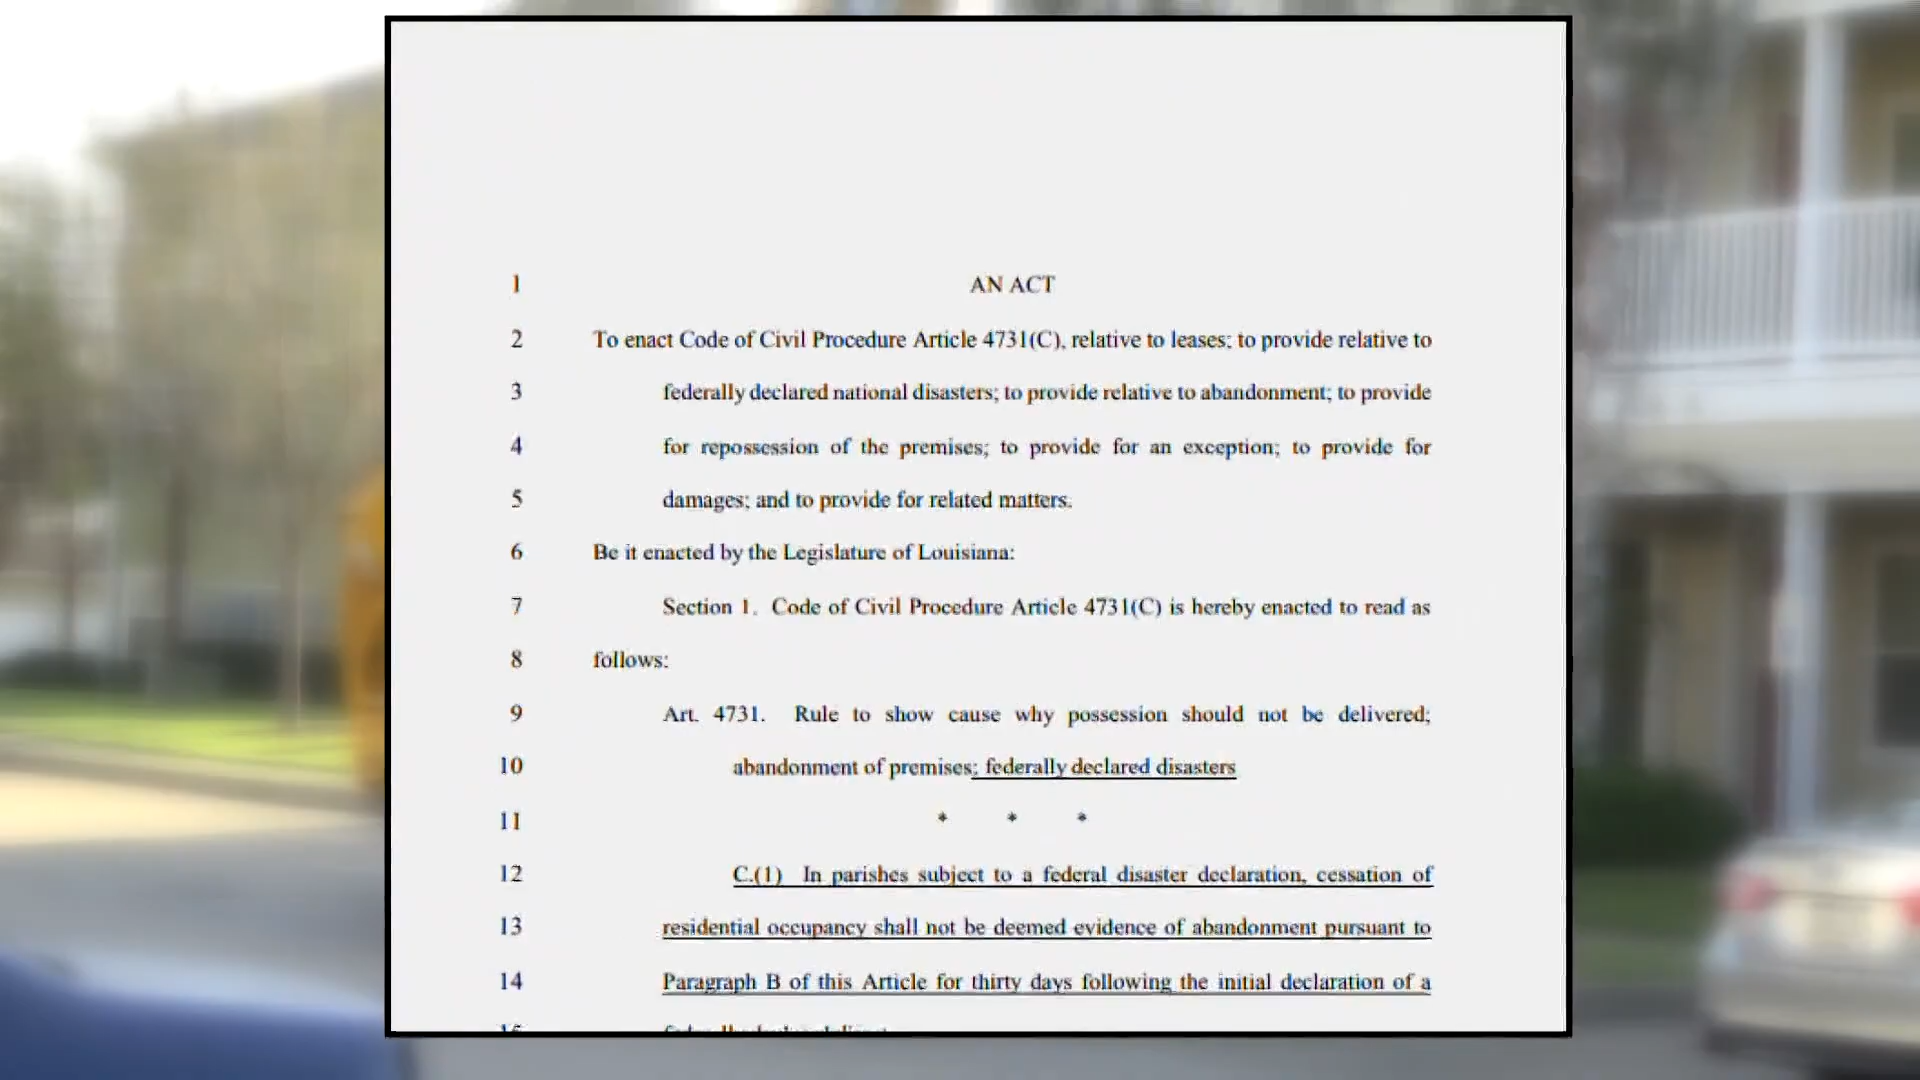 1 AN ACT
2 To enact Code of Civil Procedure Article 4731(C), relative to leases; to provide relative to
3 federally declared national disasters; to provide relative to abandonment; to provide
4 for repossession of the premises; to provide for an exception; to provide for
5 damages; and to provide for related matters.
6 Be it enacted by the Legislature of Louisiana:
7 Section 1. Code of Civil Procedure Article 4731(C) is hereby enacted to read as
8 follows:
9 Art. 4731. Rule to show cause why possession should not be delivered;
10 abandonment of premises; federally declared disasters
11 * * *
12 C.(1) In parishes subject to a federal disaster declaration, cessation of
13 residential occupancy shall not be deemed evidence of abandonment pursuant to
14 Paragraph B of this Article for thirty days following the initial declaration of a